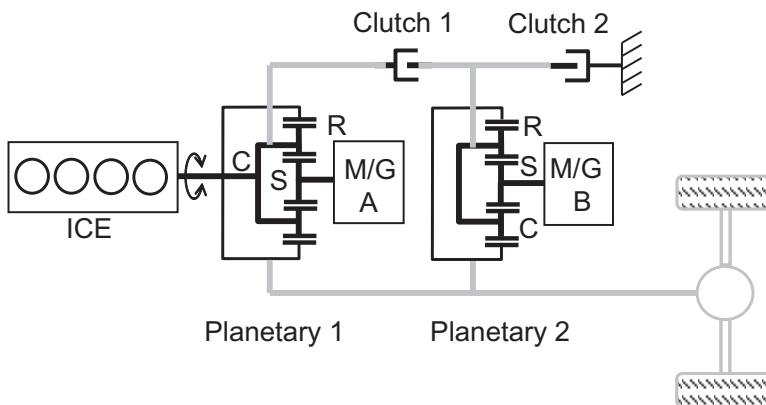 Clutch 1
Clutch 2
R
C
S
M/G
A
ICE
R
S
M/G
B
C
Planetary 1
Planetary 2